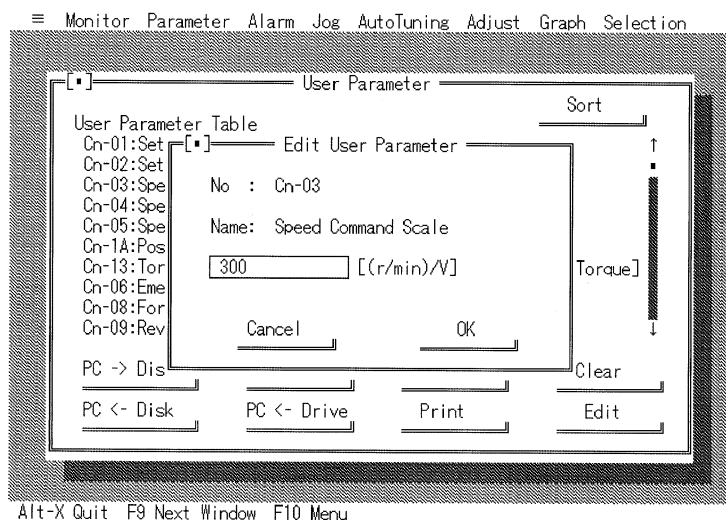 ≡ Monitor Parameter Alarm Jog AutoTuning Adjust Graph Selection
User Parameter
Sort
User Parameter Table
Cn-01:Set
Edit User Parameter
Cn-02:Set
Cn-03:Spe
No : Cn-03
Cn-04:Spe
Cn-05:Spe
Name: Speed Command Scale
Cn-1A:Pos
Cn-13:Tor
300 [(r/min)/V]
Torque]
Cn-06:Eme
Cn-08:For
Cn-09:Rev
Cancel OK
PC -> Dis
Clear
PC <- Disk PC <- Drive Print Edit
Alt-X Quit F9 Next Window F10 Menu